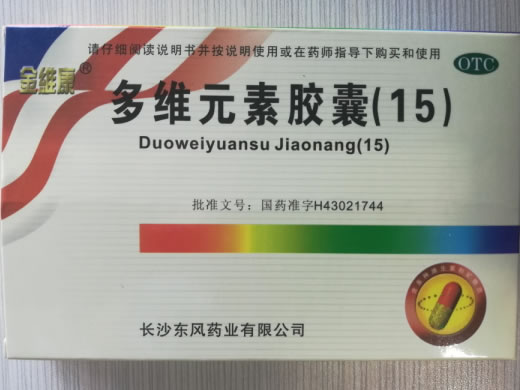 请仔细阅读说明书并按说明使用或在药师指导下购买和使用
OTC
金维康®
多维元素胶囊(15)
Duoweiyuansu Jiaonang(15)
批准文号：国药准字H43021744
长沙东风药业有限公司